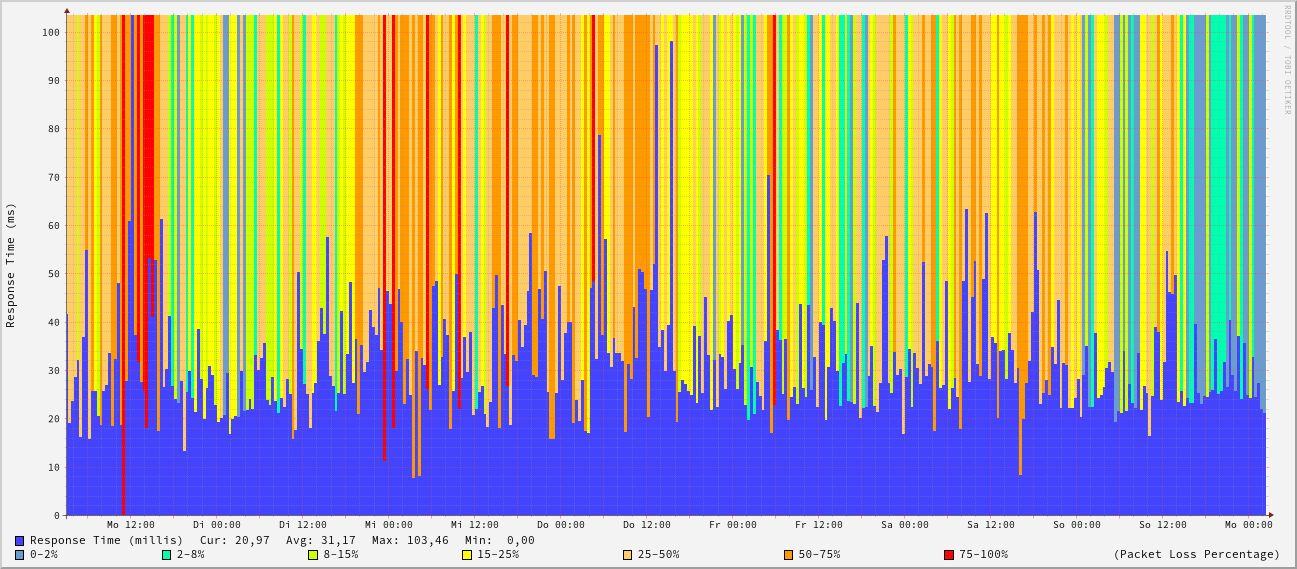 RRDTOOL / TOBI OETIKER
Response Time (ms)
100
90
80
70
60
50
40
30
20
10
0
Mo 12:00 Di 00:00 Di 12:00 Mi 00:00 Mi 12:00 Do 00:00 Do 12:00 Fr 00:00 Fr 12:00 Sa 00:00 Sa 12:00 So 00:00 So 12:00 Mo 00:00
Response Time (millis) Cur: 20,97 Avg: 31,17 Max: 103,46 Min: 0,00
0-2% 2-8% 8-15% 15-25% 25-50% 50-75% 75-100% (Packet Loss Percentage)